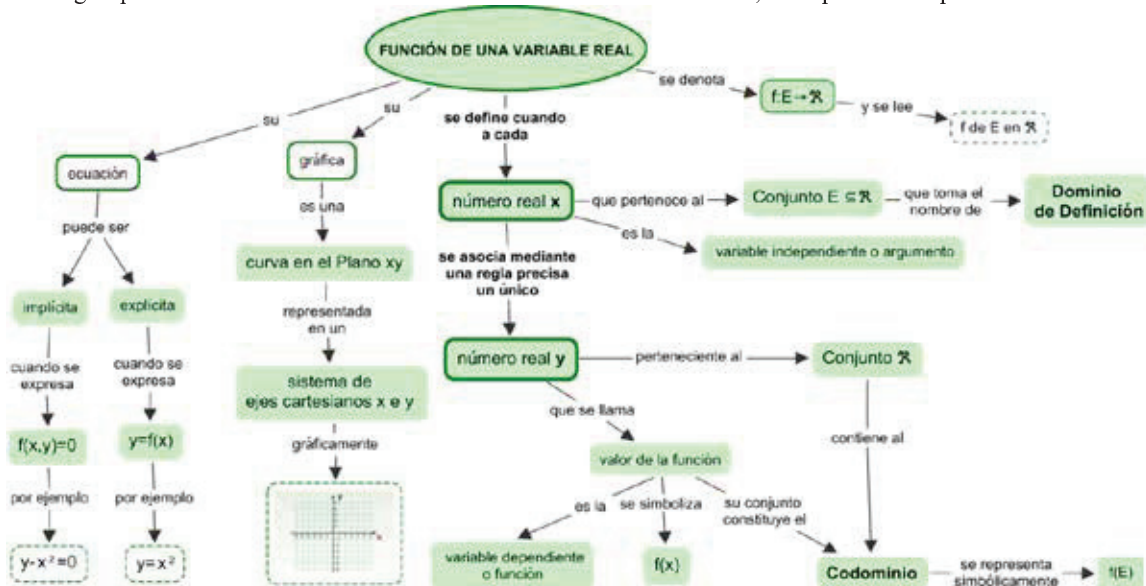 FUNCIÓN DE UNA VARIABLE REAL
se denota
f:E→ℜ
y se lee
f de E en ℜ
su
su
se define cuando
a cada
ecuación
gráfica
puede ser
es una
número real x
que pertenece al
Conjunto E ⊆ ℜ
que toma el
nombre de
Dominio
de Definición
es la
variable independiente o argumento
curva en el Plano xy
se asocia mediante
una regla precisa
un único
implícita
explícita
representada
en un
cuando se
expresa
cuando se
expresa
número real y
perteneciente al
Conjunto ℜ
sistema de
ejes cartesianos x e y
que se llama
contiene al
f(x,y)=0
y=f(x)
gráficamente
valor de la función
por ejemplo
por ejemplo
y
x
es la
se simboliza
su conjunto
constituye el
y-x²=0
y=x²
variable dependiente
o función
f(x)
Codominio
se representa
simbólicamente
f(E)